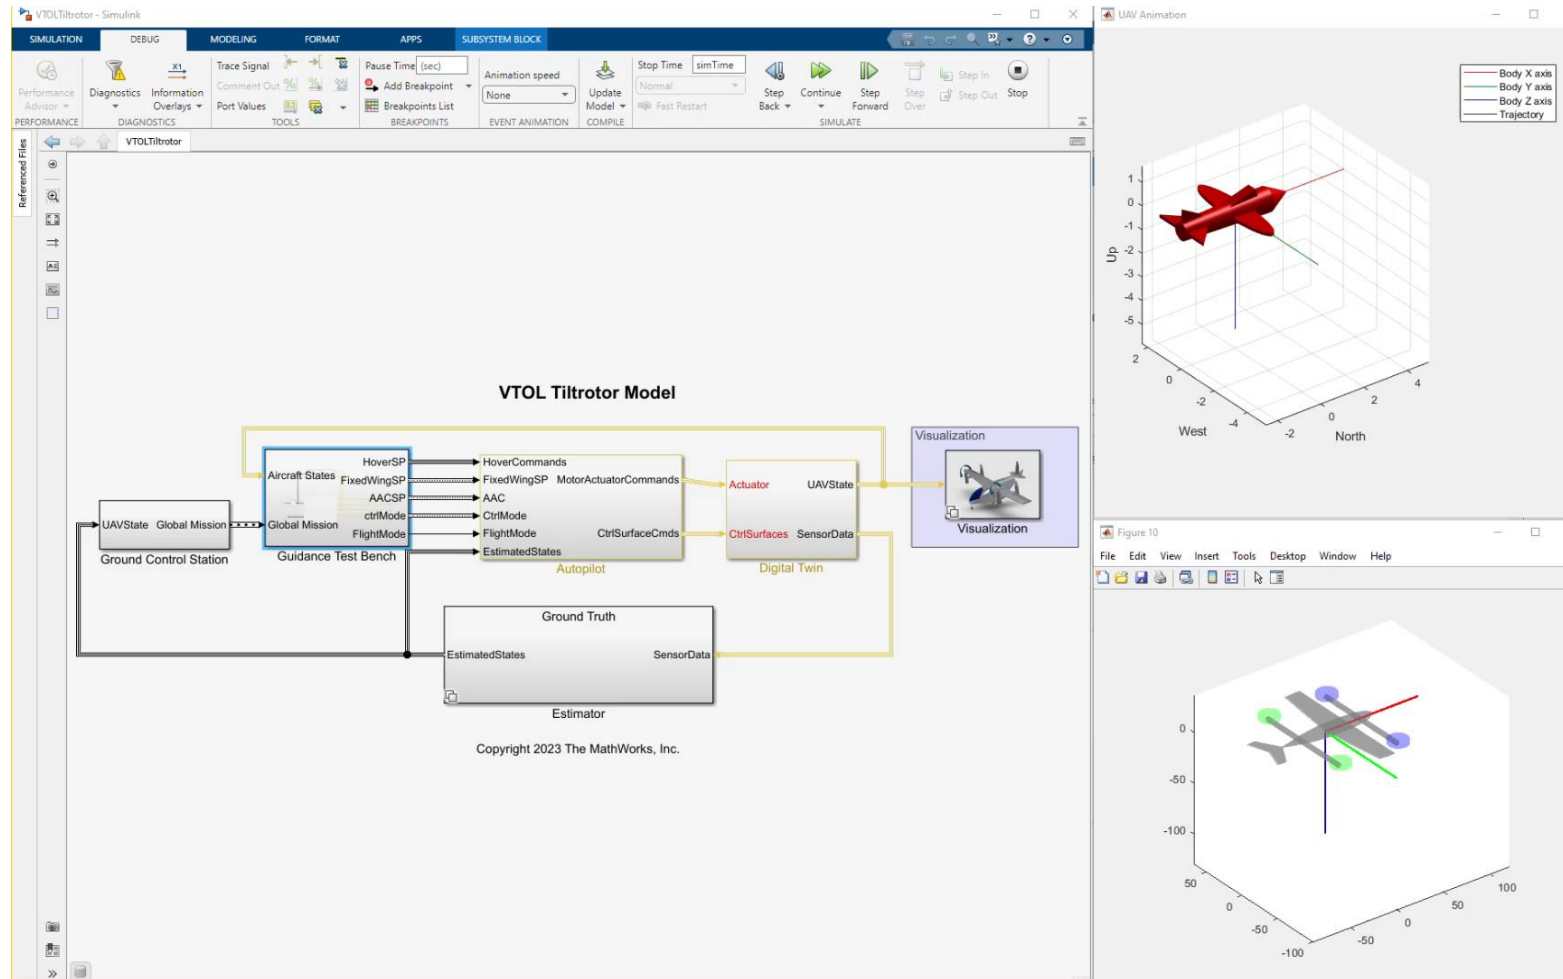 VTOLTiltrotor - Simulink
SIMULATION DEBUG MODELING FORMAT APPS SUBSYSTEM BLOCK
Performance Advisor
PERFORMANCE
Diagnostics
Information Overlays
DIAGNOSTICS
Trace Signal
Comment Out
Port Values
TOOLS
Pause Time (sec)
Add Breakpoint
Breakpoints List
BREAKPOINTS
Animation speed
None
EVENT ANIMATION
Update Model
COMPILE
Stop Time simTime
Normal
Fast Restart
Step Back
Continue
Step Forward
Step Over
Step In
Step Out
Stop
SIMULATE
Referenced Files
VTOLTiltrotor
VTOL Tiltrotor Model
UAVState Global Mission
Ground Control Station
Aircraft States
Global Mission
HoverSP
FixedWingSP
AACSP
ctrlMode
FlightMode
Guidance Test Bench
HoverCommands
FixedWingSP MotorActuatorCommands
AAC
CtrlMode
FlightMode CtrlSurfaceCmds
EstimatedStates
Autopilot
Actuator UAVState
CtrlSurfaces SensorData
Digital Twin
Visualization
Visualization
Ground Truth
EstimatedStates SensorData
Estimator
Copyright 2023 The MathWorks, Inc.
UAV Animation
Body X axis
Body Y axis
Body Z axis
Trajectory
1
0
-1
-2
-3
-4
-5
Up
2
0
-2
-4
West
-2
0
2
4
North
Figure 10
File Edit View Insert Tools Desktop Window Help
0
-50
-100
50
0
-50
-100
-50
0
50
100